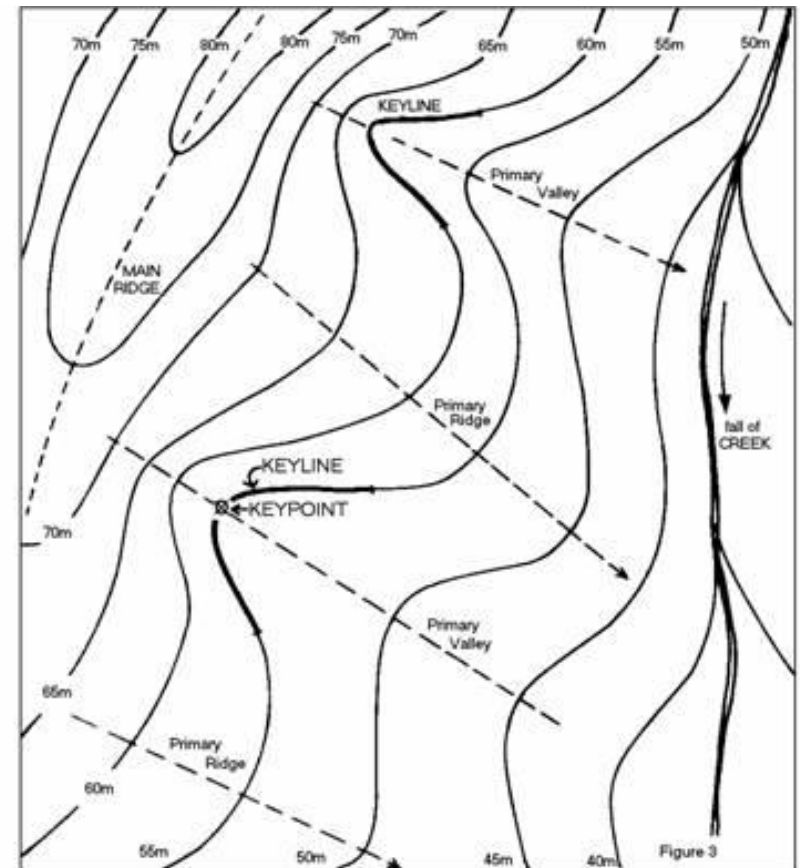 70m
75m
80m
80m
75m
70m
65m
60m
55m
50m
KEYLINE
Primary
Valley
MAIN
RIDGE
Primary
Ridge
fall of
CREEK
KEYLINE
KEYPOINT
70m
Primary
Valley
65m
Primary
Ridge
60m
55m
50m
45m
40m
Figure 3